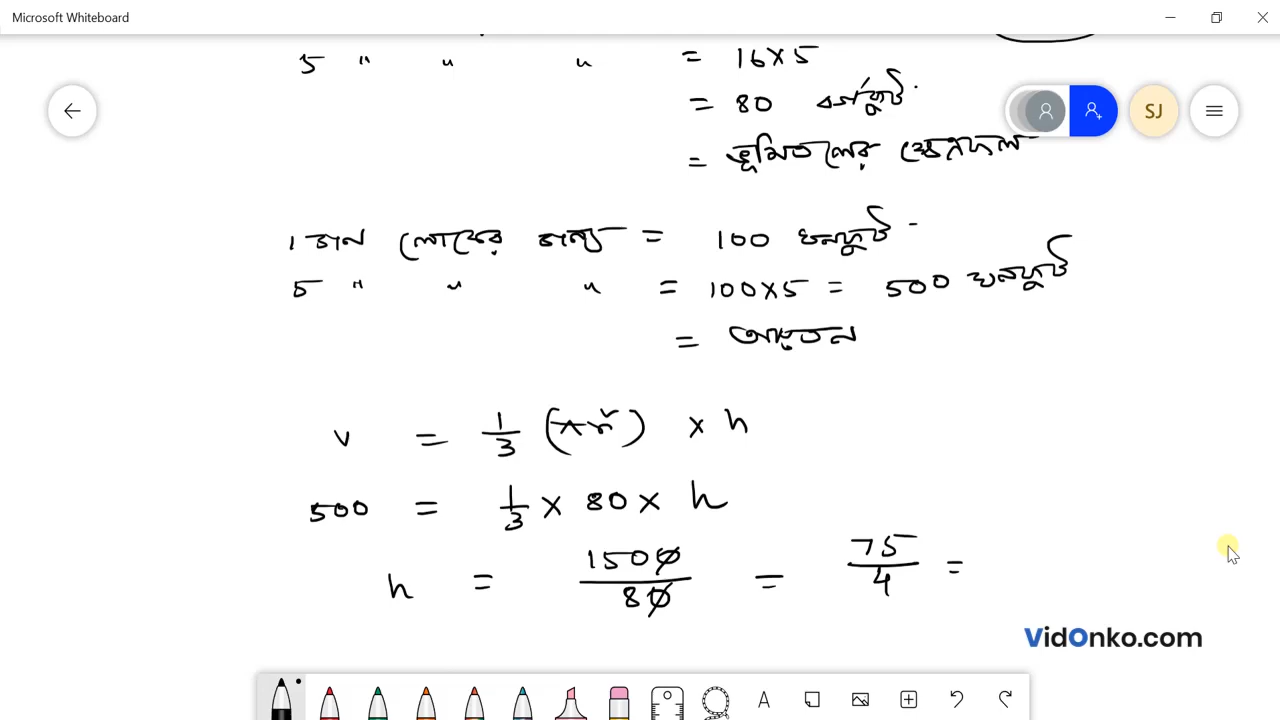 Microsoft Whiteboard
5 " " " = 16×5
= 80 বর্গফুট
= ভূমিতলের ক্ষেত্রফল
SJ
1 জন লোকের জন্য = 100 ঘনফুট
5 " " " = 100×5 = 500 ঘনফুট
= আয়তন
v = 1/3 (πr²) × h
500 = 1/3 × 80 × h
h = 1500/80 = 75/4 =
VidOnko.com
A